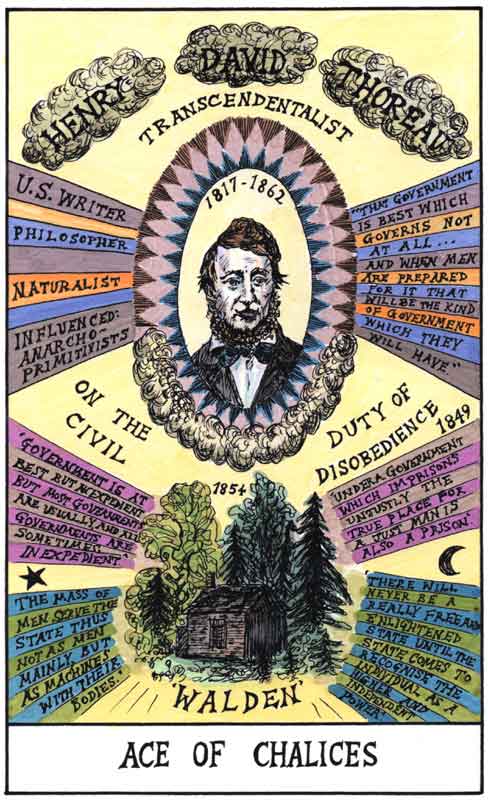 HENRY
DAVID
THOREAU
TRANSCENDENTALIST
1817-1862
U.S. WRITER
PHILOSOPHER
NATURALIST
INFLUENCED:
ANARCHO-
PRIMITIVISTS
"THAT GOVERNMENT
IS BEST WHICH
GOVERNS NOT
AT ALL...
AND WHEN MEN
ARE PREPARED
FOR IT THAT
WILL BE THE KIND
OF GOVERNMENT
WHICH THEY
WILL HAVE."
ON THE
CIVIL
DUTY OF
DISOBEDIENCE
1849
"GOVERNMENT IS AT
BEST BUT AN EXPEDIENT
BUT MOST GOVERNMENTS
ARE USUALLY AND ALL
GOVERNMENTS ARE
SOMETIMES
INEXPEDIENT
'UNDER A GOVERNMENT
WHICH IMPRISONS
UNJUSTLY THE
TRUE PLACE FOR
A JUST MAN IS
ALSO A PRISON.'
1854
'THE MASS OF
MEN SERVE THE
STATE THUS
NOT AS MEN
MAINLY BUT
AS MACHINES
WITH THEIR
BODIES.'
'THERE WILL
NEVER BE A
REALLY FREE AND
ENLIGHTENED
STATE UNTIL THE
STATE COMES TO
RECOGNISE THE
INDIVIDUAL AS A
HIGHER AND
INDEPENDENT
POWER.'
'WALDEN'
ACE OF CHALICES